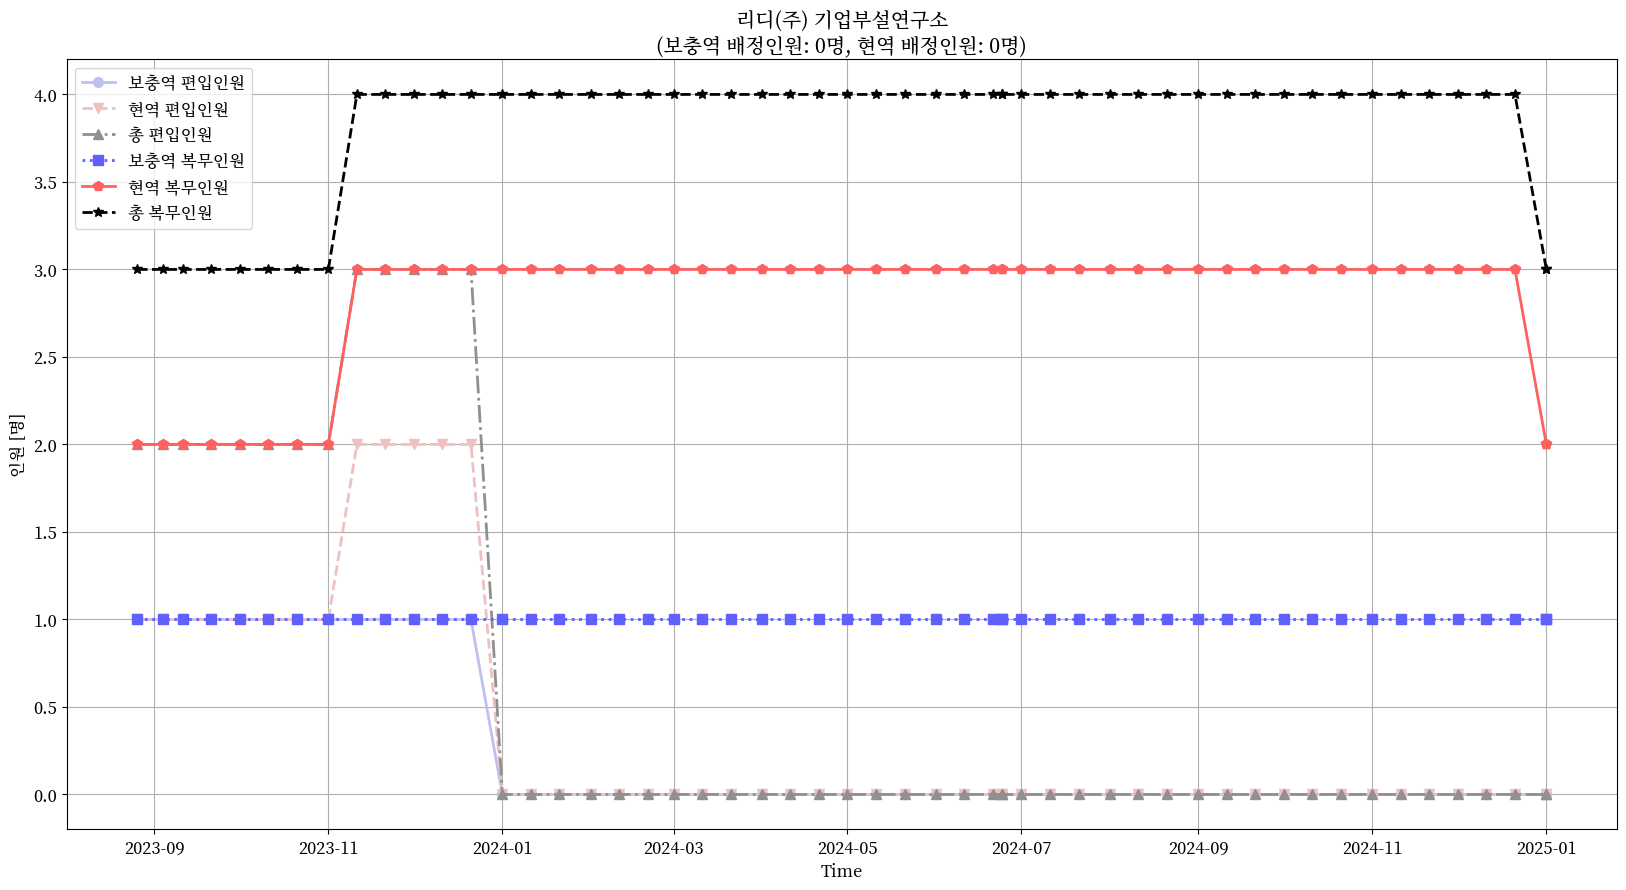 리디(주) 기업부설연구소
(보충역 배정인원: 0명, 현역 배정인원: 0명)
보충역 편입인원
현역 편입인원
총 편입인원
보충역 복무인원
현역 복무인원
총 복무인원
4.0
3.5
3.0
2.5
2.0
1.5
1.0
0.5
0.0
인원 [명]
2023-09 2023-11 2024-01 2024-03 2024-05 2024-07 2024-09 2024-11 2025-01
Time